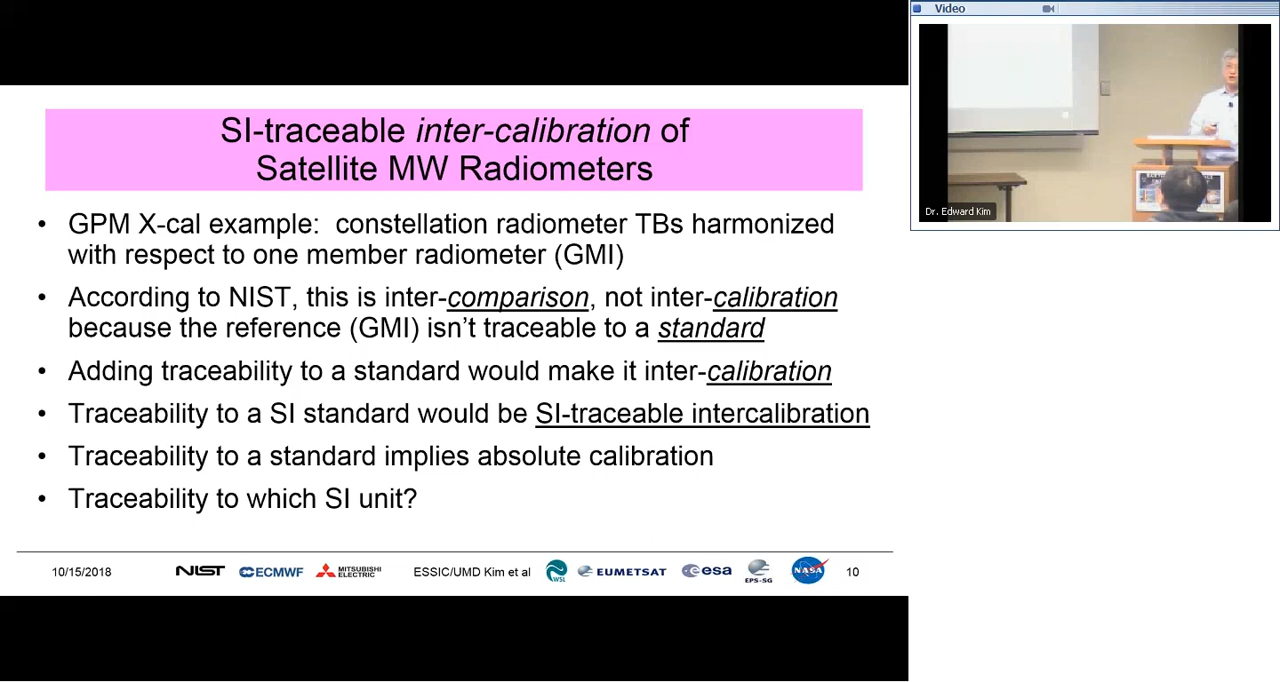 SI-traceable inter-calibration of
Satellite MW Radiometers
• GPM X-cal example: constellation radiometer TBs harmonized
with respect to one member radiometer (GMI)
• According to NIST, this is inter-comparison, not inter-calibration
because the reference (GMI) isn't traceable to a standard
• Adding traceability to a standard would make it inter-calibration
• Traceability to a SI standard would be SI-traceable intercalibration
• Traceability to a standard implies absolute calibration
• Traceability to which SI unit?
10/15/2018 NIST ECMWF MITSUBISHI ELECTRIC ESSIC/UMD Kim et al WSL EUMETSAT esa EPS-SG NASA 10
Video
Dr. Edward Kim